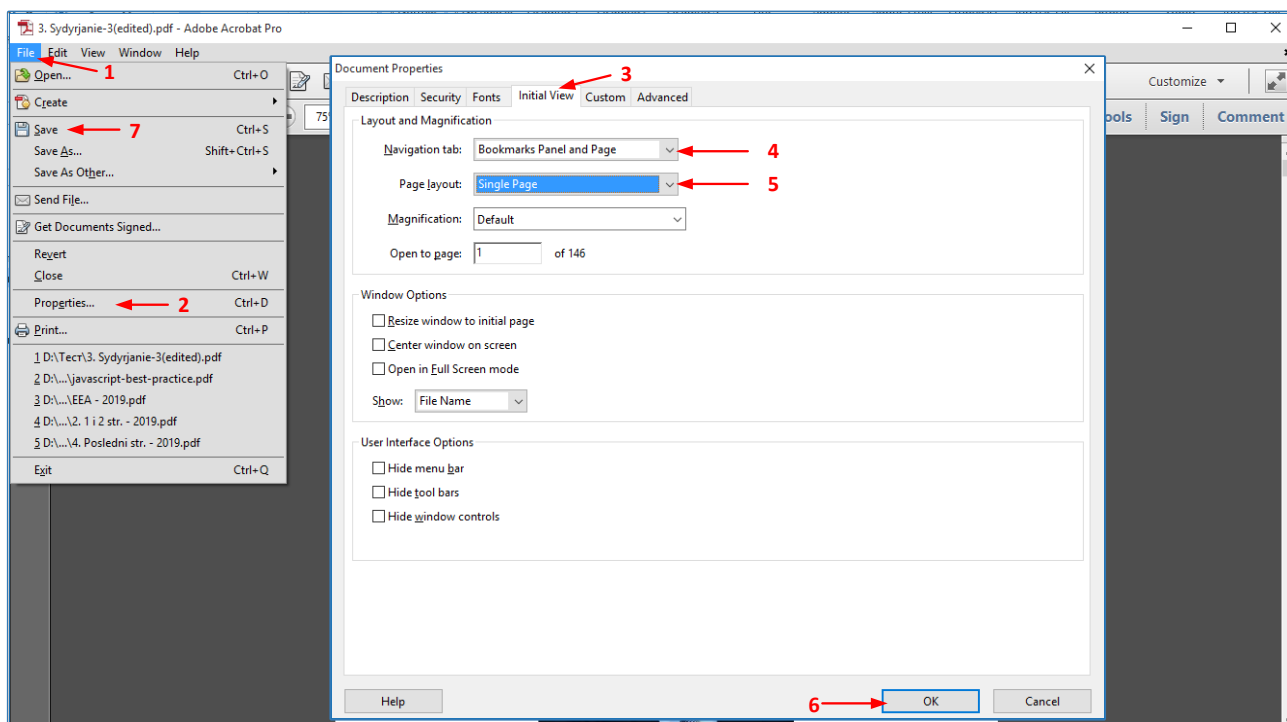 3. Sydyrjanie-3(edited).pdf - Adobe Acrobat Pro
File Edit View Window Help
1
Open... Ctrl+O
Create
Save 7 Ctrl+S
Save As... Shift+Ctrl+S
Save As Other...
Send File...
Get Documents Signed...
Revert
Close Ctrl+W
Properties... 2 Ctrl+D
Print... Ctrl+P
1 D:\Тест\3. Sydyrjanie-3(edited).pdf
2 D:\...\javascript-best-practice.pdf
3 D:\...\EEA - 2019.pdf
4 D:\...\2. 1 i 2 str. - 2019.pdf
5 D:\...\4. Posledni str. - 2019.pdf
Exit Ctrl+Q
Customize
Sign Comment
Document Properties
3
Description Security Fonts Initial View Custom Advanced
Layout and Magnification
Navigation tab: Bookmarks Panel and Page 4
Page layout: Single Page 5
Magnification: Default
Open to page: 1 of 146
Window Options
Resize window to initial page
Center window on screen
Open in Full Screen mode
Show: File Name
User Interface Options
Hide menu bar
Hide tool bars
Hide window controls
Help 6 OK Cancel